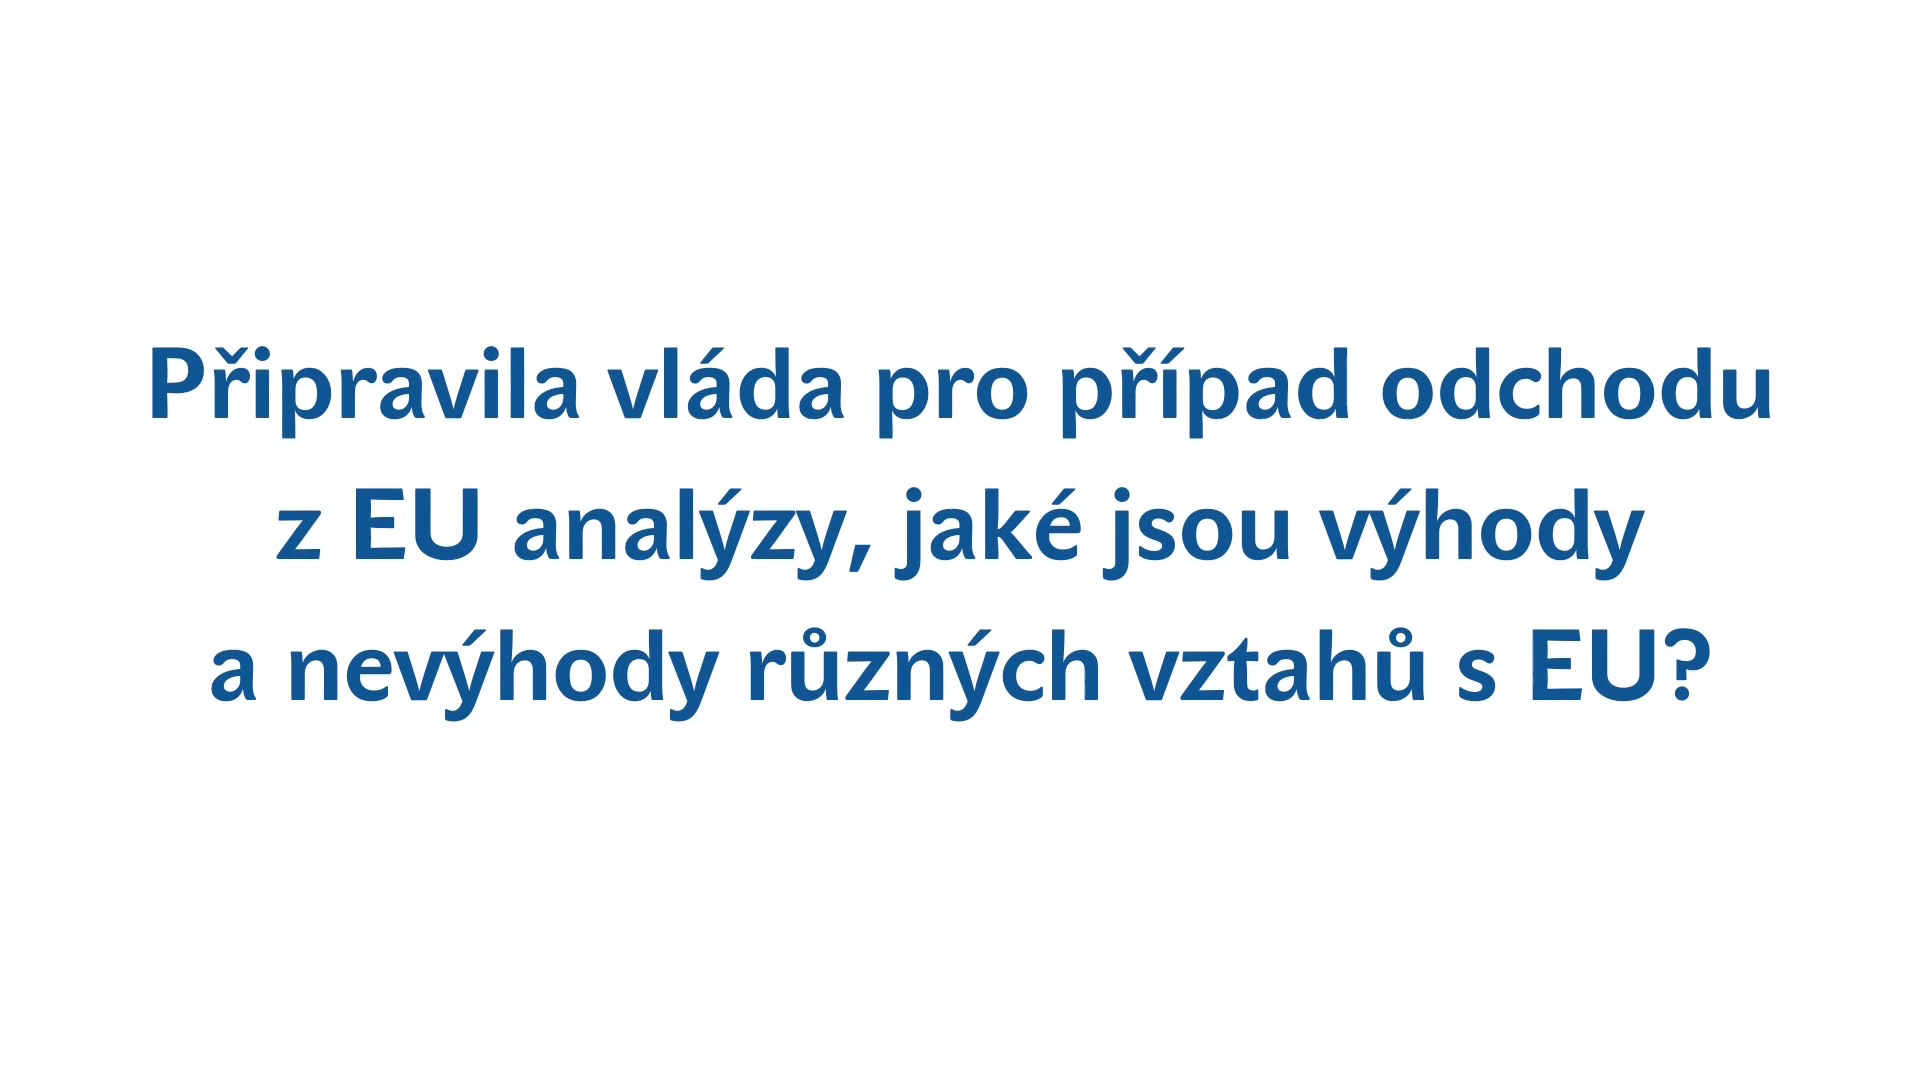 Připravila vláda pro případ odchodu
z EU analýzy, jaké jsou výhody
a nevýhody různých vztahů s EU?